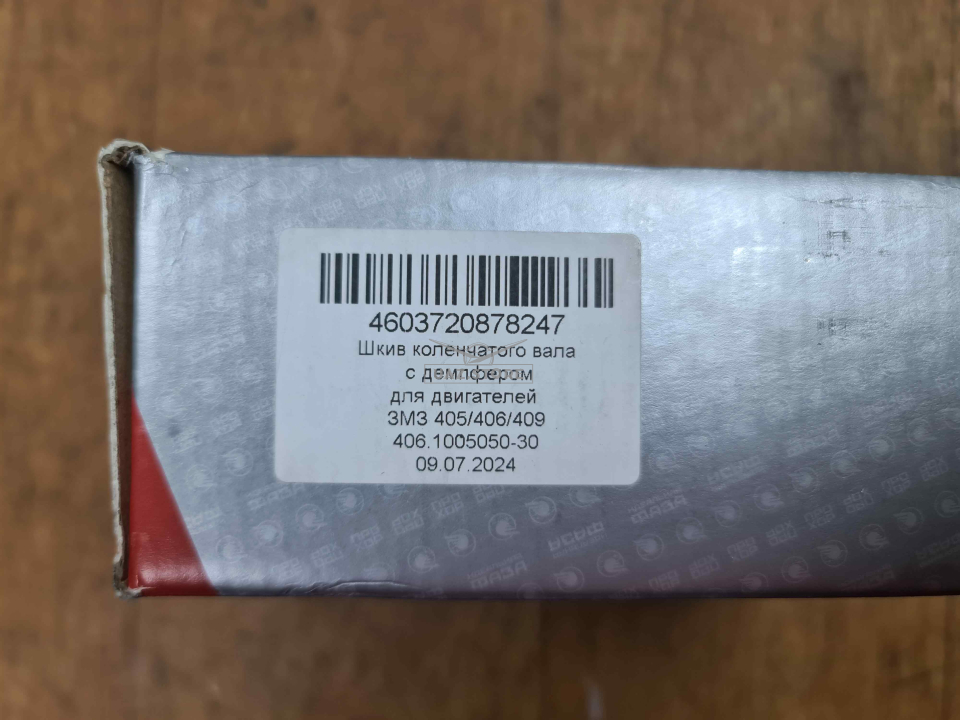 4603720878247
Шкив коленчатого вала
с демпфером
для двигателей
ЗМЗ 405/406/409
406.1005050-30
09.07.2024